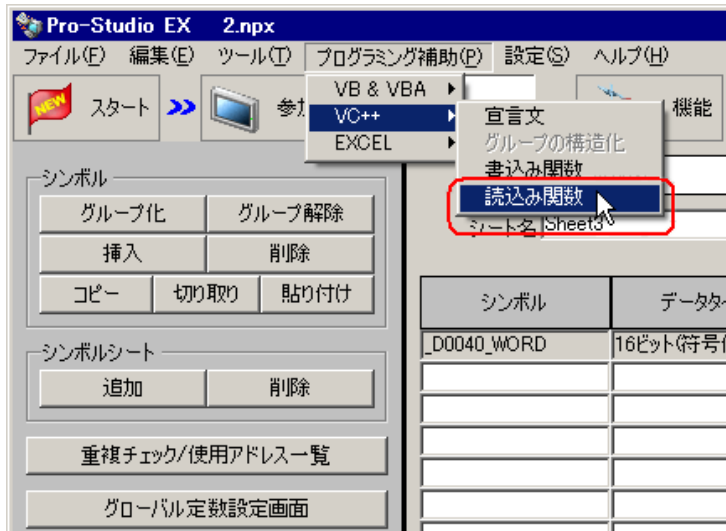 Pro-Studio EX 2.npx
ファイル(F) 編集(E) ツール(T) プログラミング補助(P) 設定(S) ヘルプ(H)
NEW スタート 機能
VB & VBA
VC++
EXCEL
宣言文
グループの構造化
書込み関数
読込み関数
シンボル
グループ化 グループ解除
挿入 削除
コピー 切り取り 貼り付け
シンボルシート
追加 削除
重複チェック/使用アドレス一覧
グローバル定数設定画面
シート名 Sheet3
シンボル データタイ
_D0040_WORD 16ビット(符号